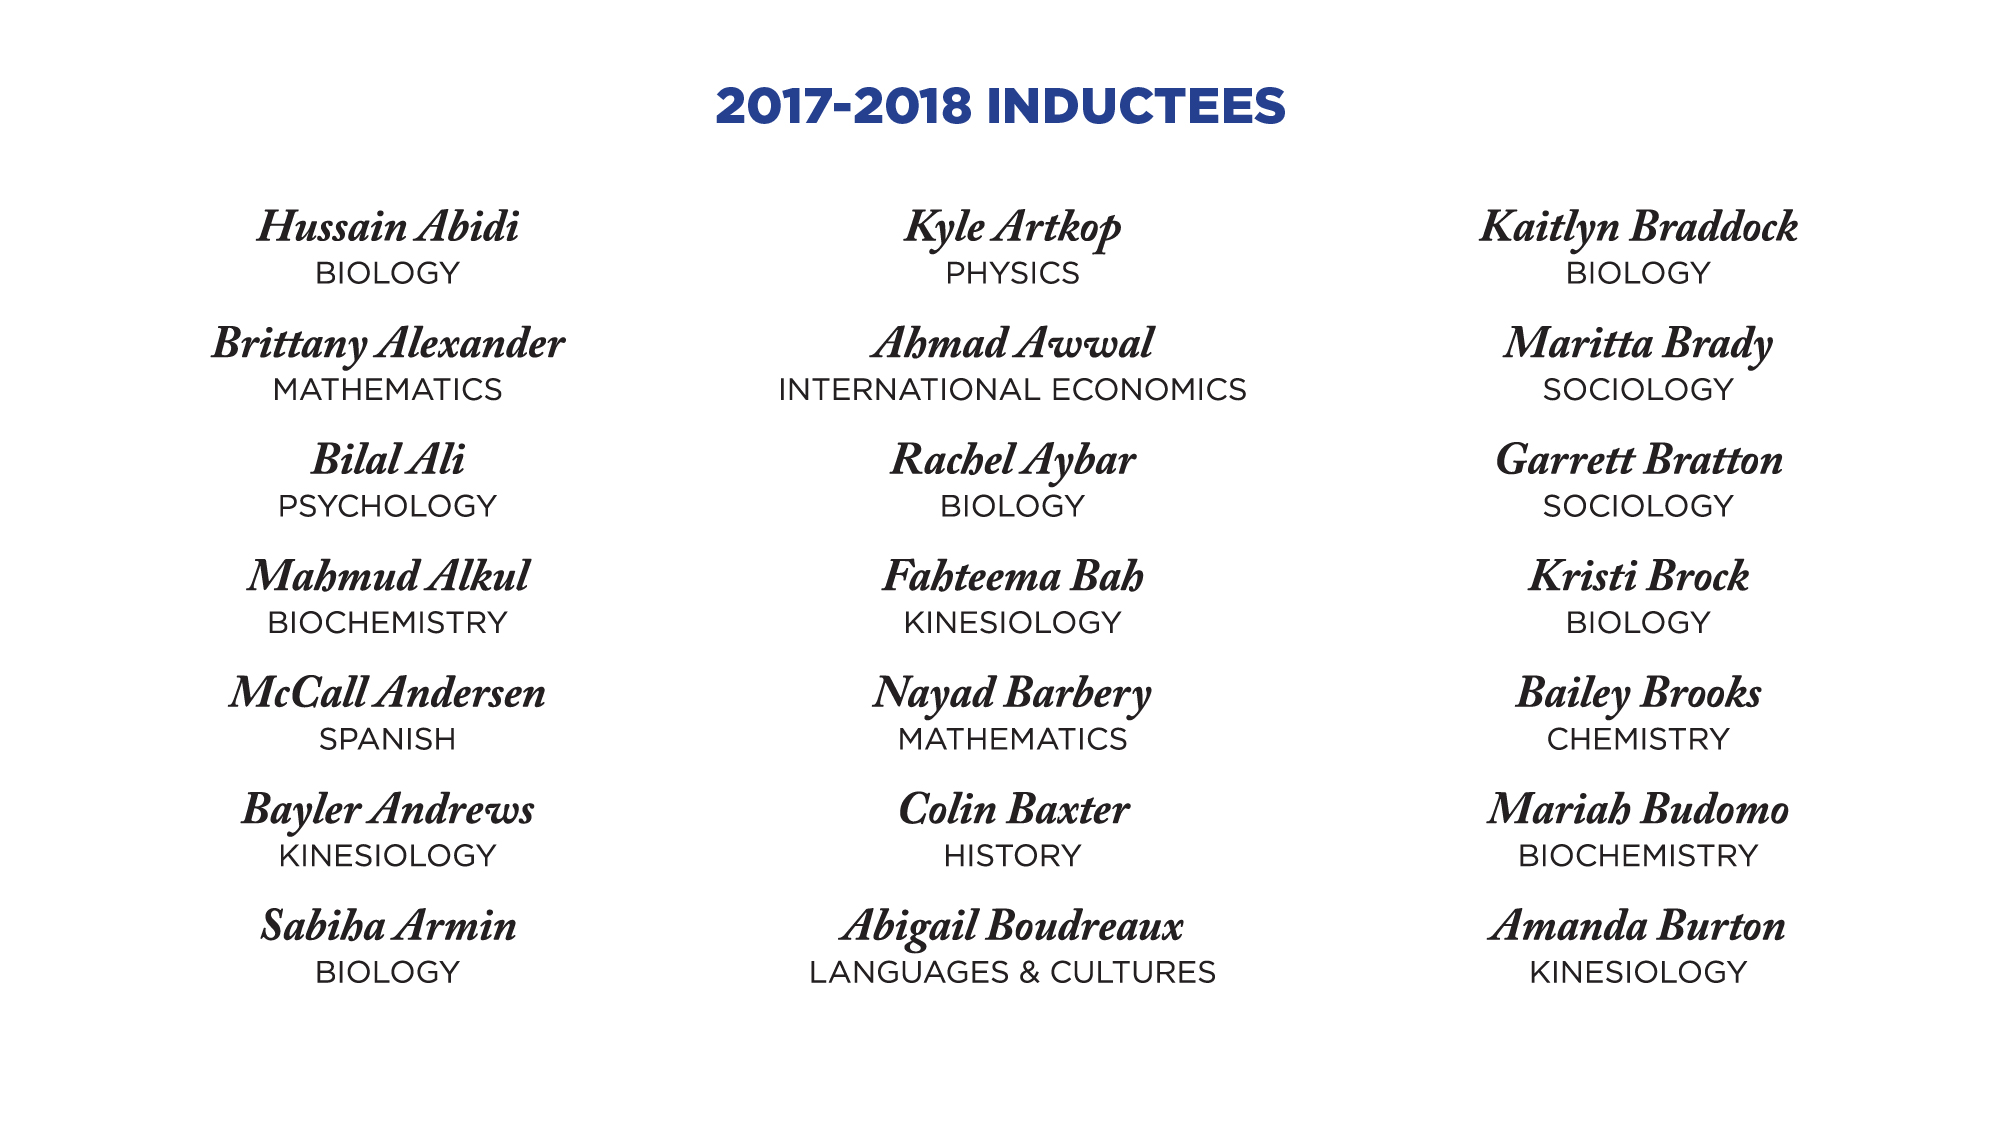 2017-2018 INDUCTEES
Hussain Abidi
BIOLOGY
Brittany Alexander
MATHEMATICS
Bilal Ali
PSYCHOLOGY
Mahmud Alkul
BIOCHEMISTRY
McCall Andersen
SPANISH
Bayler Andrews
KINESIOLOGY
Sabiha Armin
BIOLOGY
Kyle Artkop
PHYSICS
Ahmad Awwal
INTERNATIONAL ECONOMICS
Rachel Aybar
BIOLOGY
Fahteema Bah
KINESIOLOGY
Nayad Barbery
MATHEMATICS
Colin Baxter
HISTORY
Abigail Boudreaux
LANGUAGES & CULTURES
Kaitlyn Braddock
BIOLOGY
Maritta Brady
SOCIOLOGY
Garrett Bratton
SOCIOLOGY
Kristi Brock
BIOLOGY
Bailey Brooks
CHEMISTRY
Mariah Budomo
BIOCHEMISTRY
Amanda Burton
KINESIOLOGY